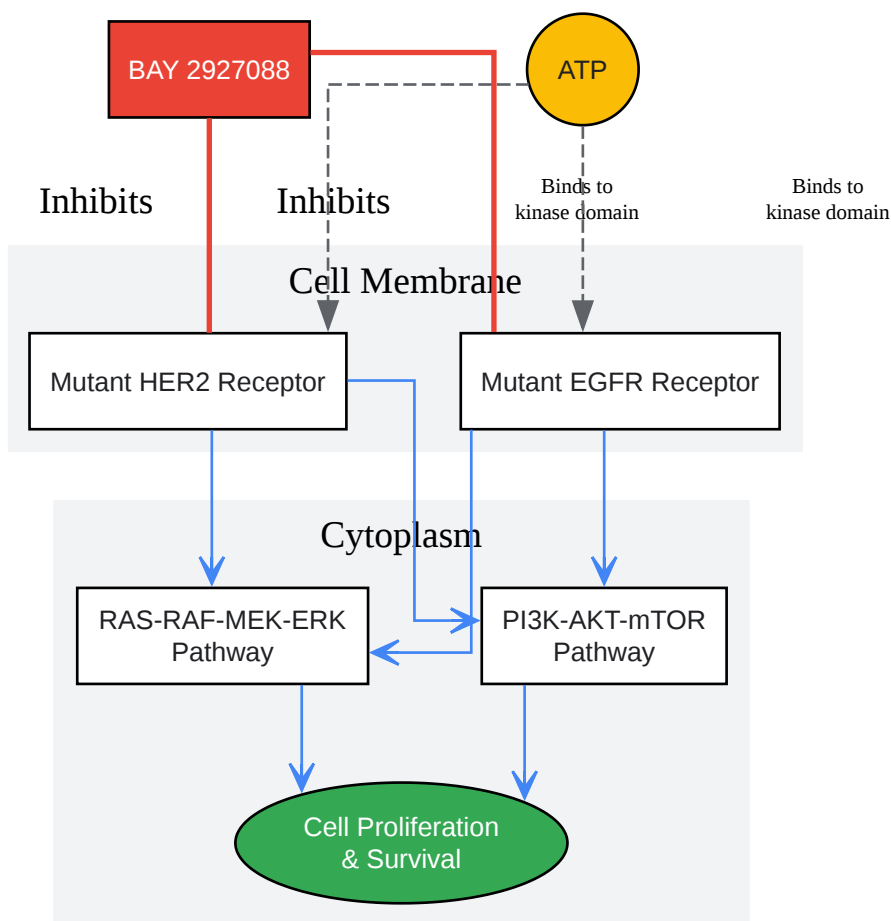 BAY 2927088
ATP
Inhibits
Inhibits
Binds to
kinase domain
Binds to
kinase domain
Cell Membrane
Mutant HER2 Receptor
Mutant EGFR Receptor
Cytoplasm
RAS-RAF-MEK-ERK
Pathway
PI3K-AKT-mTOR
Pathway
Cell Proliferation
& Survival